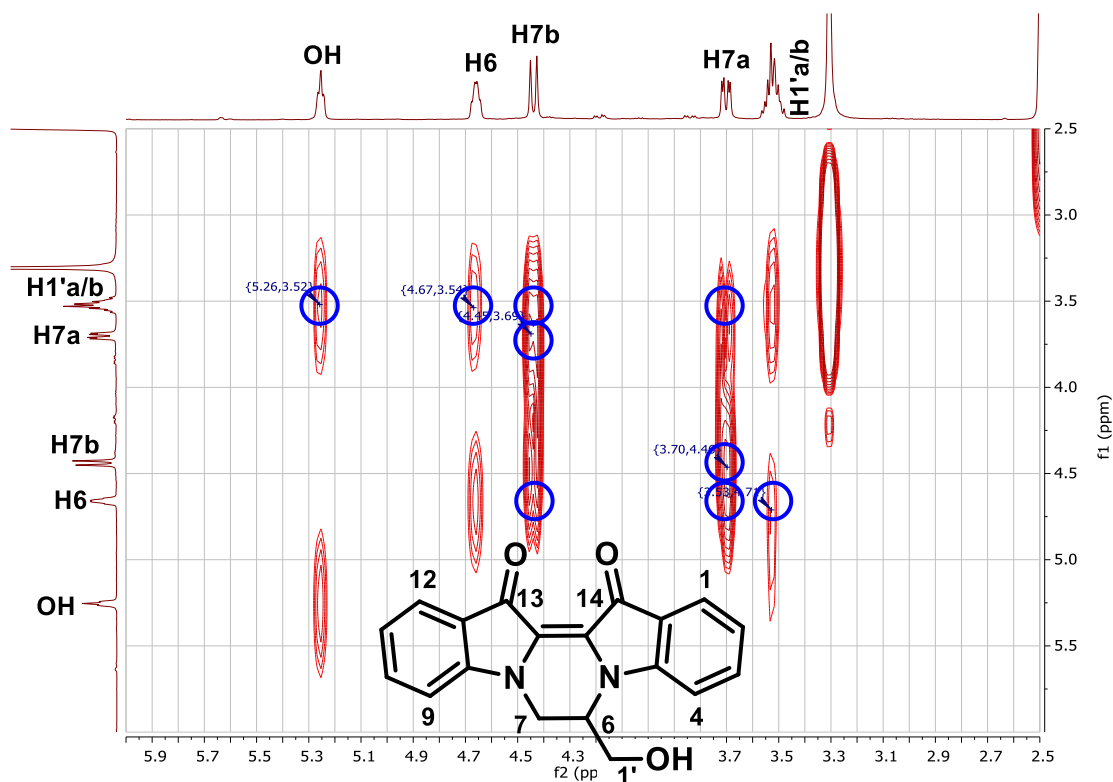 OH
H6
H7b
H7a
H1'a/b
2.5
3.0
3.5
4.0
4.5
5.0
5.5
f1 (ppm)
H1'a/b
H7a
H7b
H6
OH
{5.26,3.52}
{4.67,3.54}
{4.45,3.69}
{3.70,4.46}
O
O
12
13
14
1
N
N
9
7
6
4
1'
OH
5.9
5.7
5.5
5.3
5.1
4.9
4.7
4.5
4.3
3.7
3.5
3.3
3.1
2.9
2.7
2.5
f2 (pp